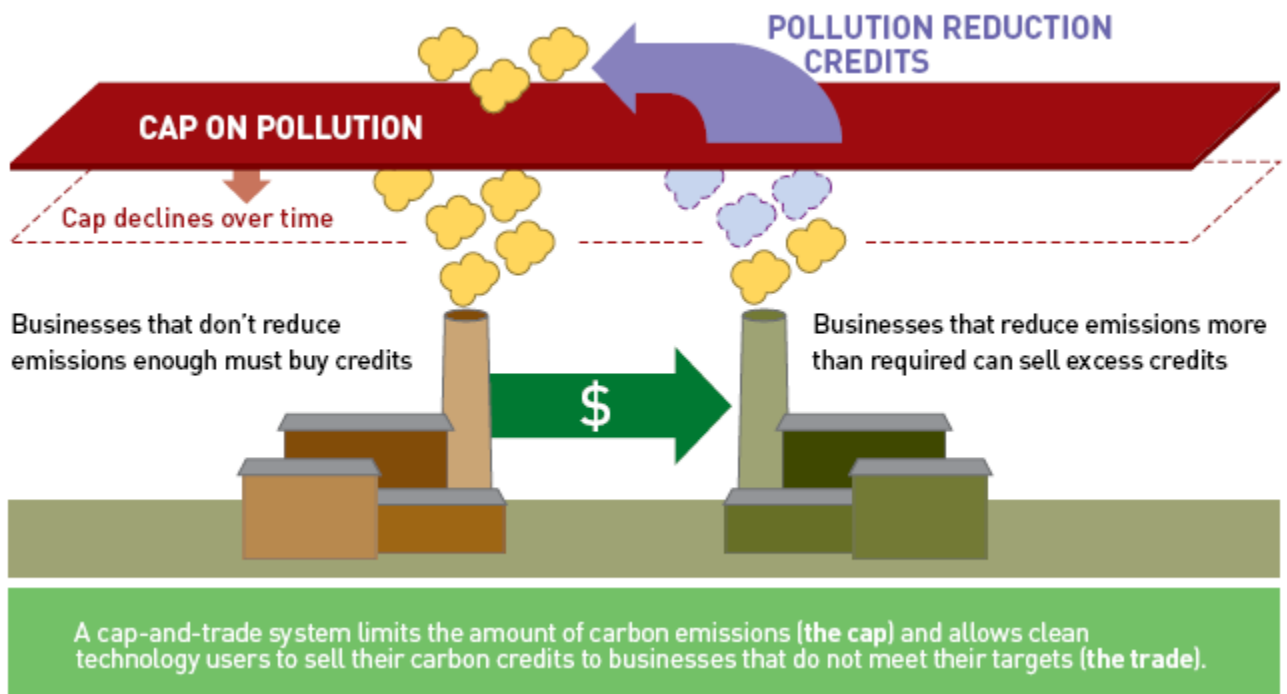 POLLUTION REDUCTION
CREDITS
CAP ON POLLUTION
Cap declines over time
Businesses that don't reduce
emissions enough must buy credits
$
Businesses that reduce emissions more
than required can sell excess credits
A cap-and-trade system limits the amount of carbon emissions (the cap) and allows clean
technology users to sell their carbon credits to businesses that do not meet their targets (the trade).